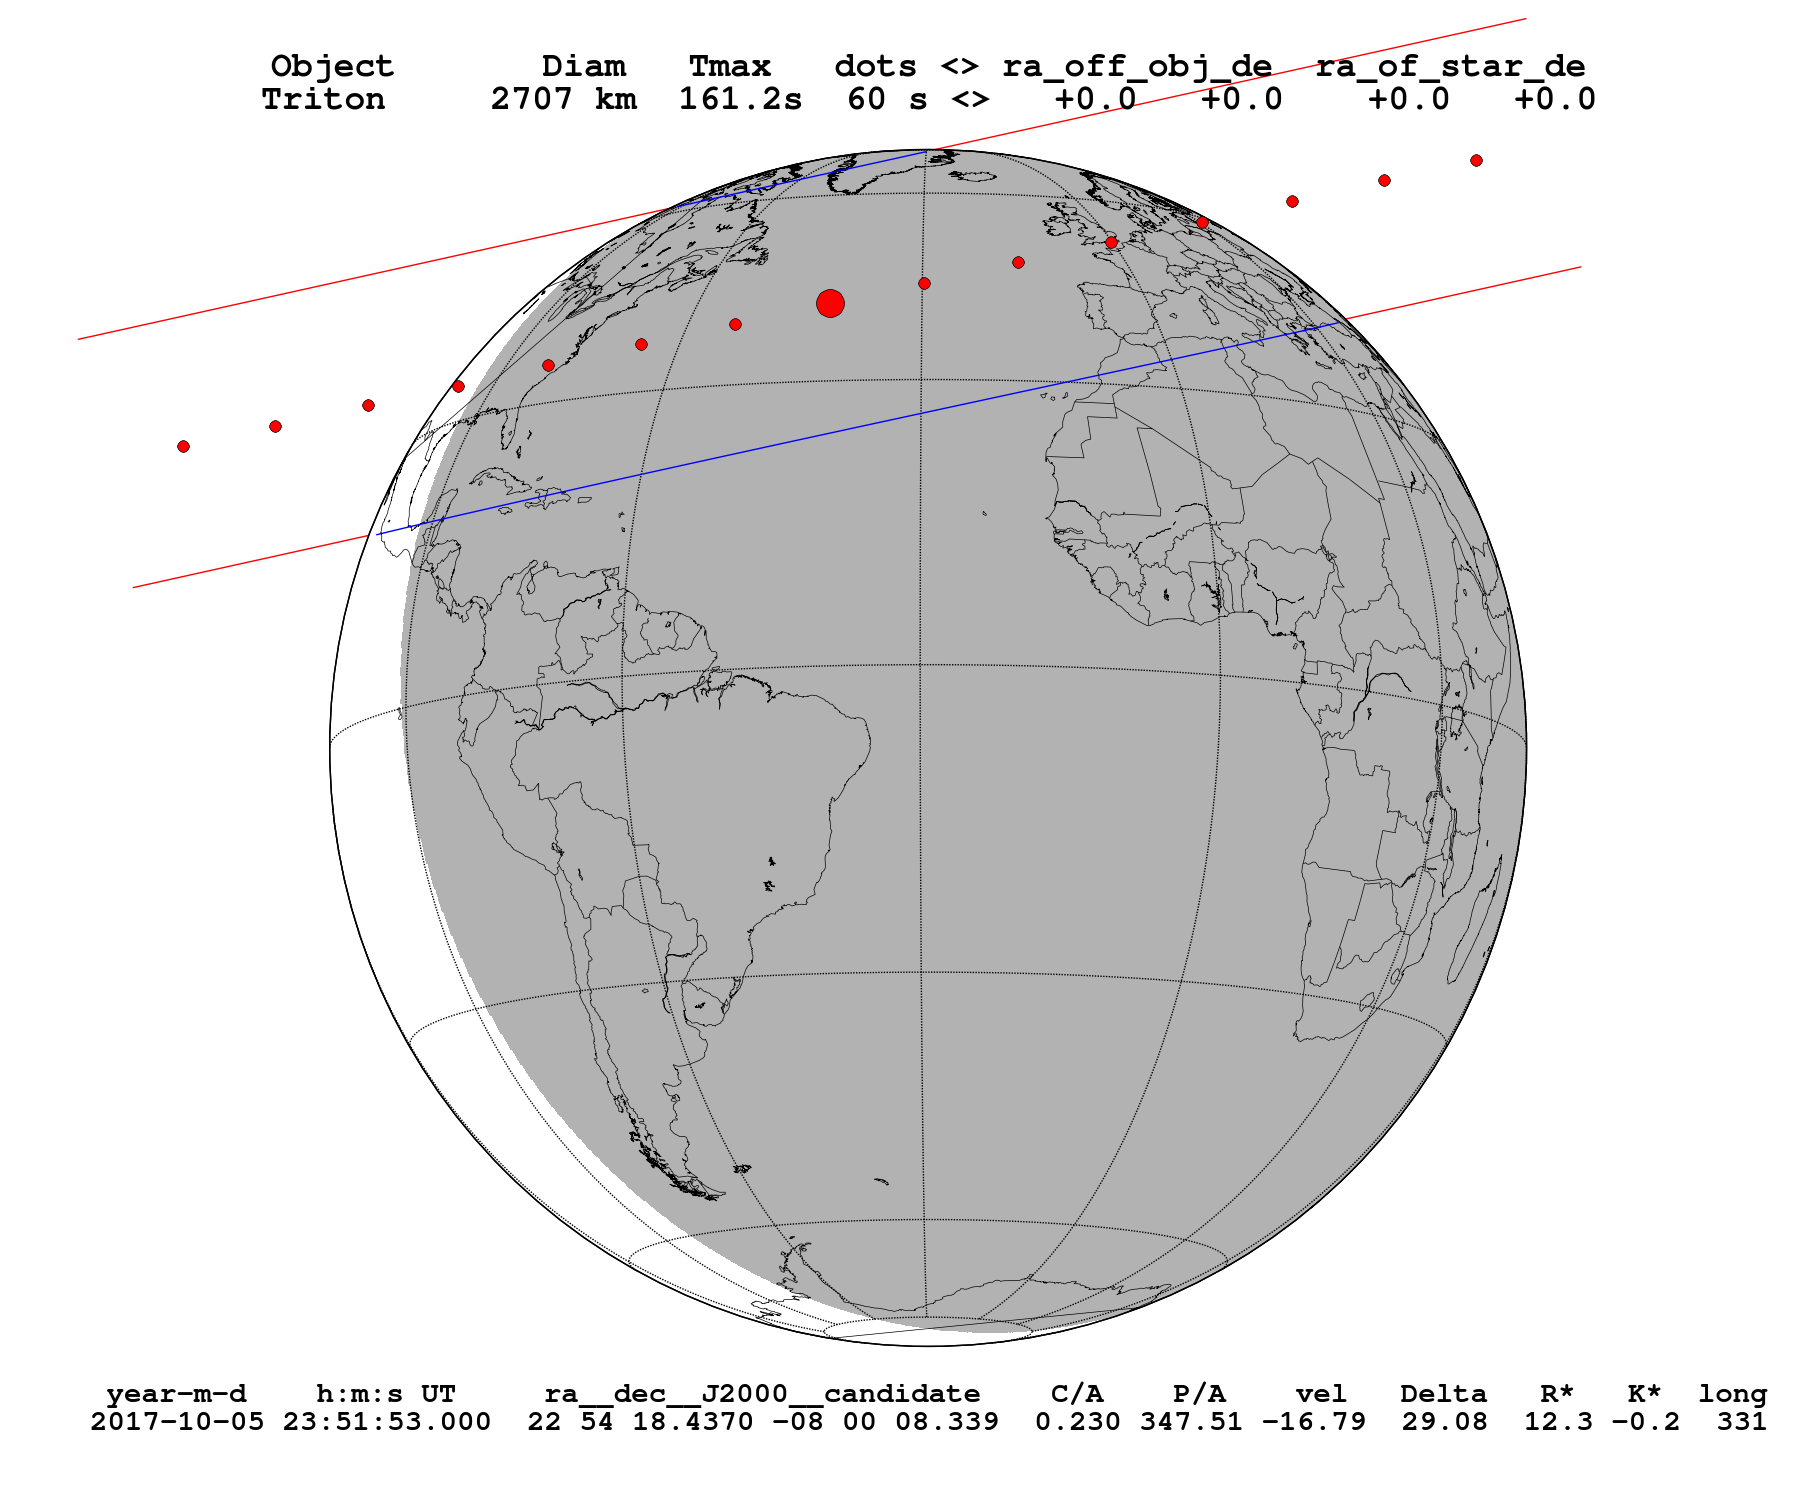 Object Diam Tmax dots <> ra_off_obj_de ra_of_star_de
Triton 2707 km 161.2s 60 s <> +0.0 +0.0 +0.0 +0.0
year-m-d h:m:s UT ra__dec__J2000__candidate C/A P/A vel Delta R* K* long
2017-10-05 23:51:53.000 22 54 18.4370 -08 00 08.339 0.230 347.51 -16.79 29.08 12.3 -0.2 331